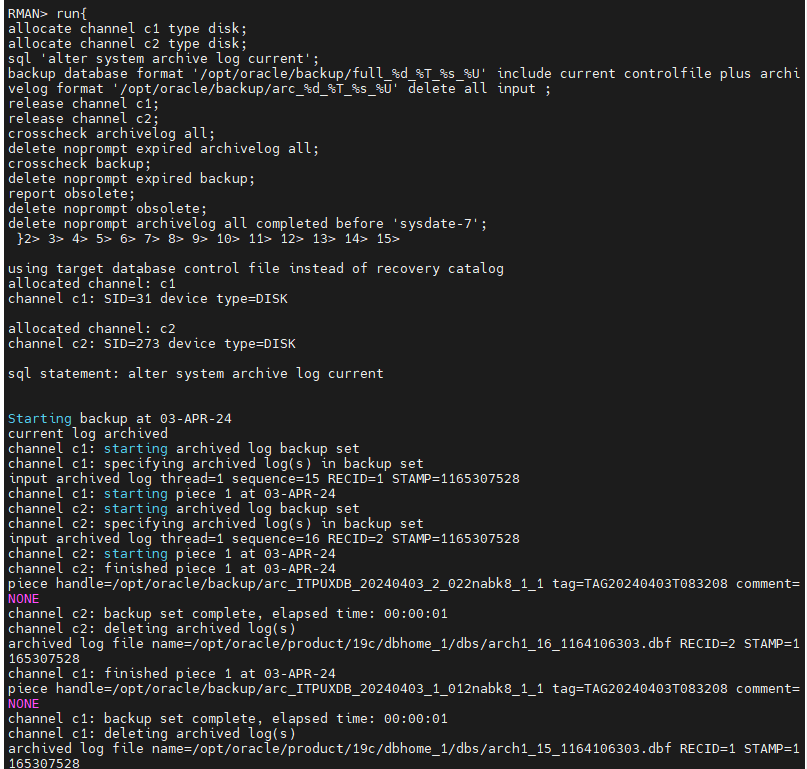 RMAN> run{
allocate channel c1 type disk;
allocate channel c2 type disk;
sql 'alter system archive log current';
backup database format '/opt/oracle/backup/full_%d_%T_%s_%U' include current controlfile plus archi
velog format '/opt/oracle/backup/arc_%d_%T_%s_%U' delete all input ;
release channel c1;
release channel c2;
crosscheck archivelog all;
delete noprompt expired archivelog all;
crosscheck backup;
delete noprompt expired backup;
report obsolete;
delete noprompt obsolete;
delete noprompt archivelog all completed before 'sysdate-7';
 }2> 3> 4> 5> 6> 7> 8> 9> 10> 11> 12> 13> 14> 15>
using target database control file instead of recovery catalog
allocated channel: c1
channel c1: SID=31 device type=DISK
allocated channel: c2
channel c2: SID=273 device type=DISK
sql statement: alter system archive log current
Starting backup at 03-APR-24
current log archived
channel c1: starting archived log backup set
channel c1: specifying archived log(s) in backup set
input archived log thread=1 sequence=15 RECID=1 STAMP=1165307528
channel c1: starting piece 1 at 03-APR-24
channel c2: starting archived log backup set
channel c2: specifying archived log(s) in backup set
input archived log thread=1 sequence=16 RECID=2 STAMP=1165307528
channel c2: starting piece 1 at 03-APR-24
channel c2: finished piece 1 at 03-APR-24
piece handle=/opt/oracle/backup/arc_ITPUXDB_20240403_2_022nabk8_1_1 tag=TAG20240403T083208 comment=
NONE
channel c2: backup set complete, elapsed time: 00:00:01
channel c2: deleting archived log(s)
archived log file name=/opt/oracle/product/19c/dbhome_1/dbs/arch1_16_1164106303.dbf RECID=2 STAMP=1
165307528
channel c1: finished piece 1 at 03-APR-24
piece handle=/opt/oracle/backup/arc_ITPUXDB_20240403_1_012nabk8_1_1 tag=TAG20240403T083208 comment=
NONE
channel c1: backup set complete, elapsed time: 00:00:01
channel c1: deleting archived log(s)
archived log file name=/opt/oracle/product/19c/dbhome_1/dbs/arch1_15_1164106303.dbf RECID=1 STAMP=1
165307528